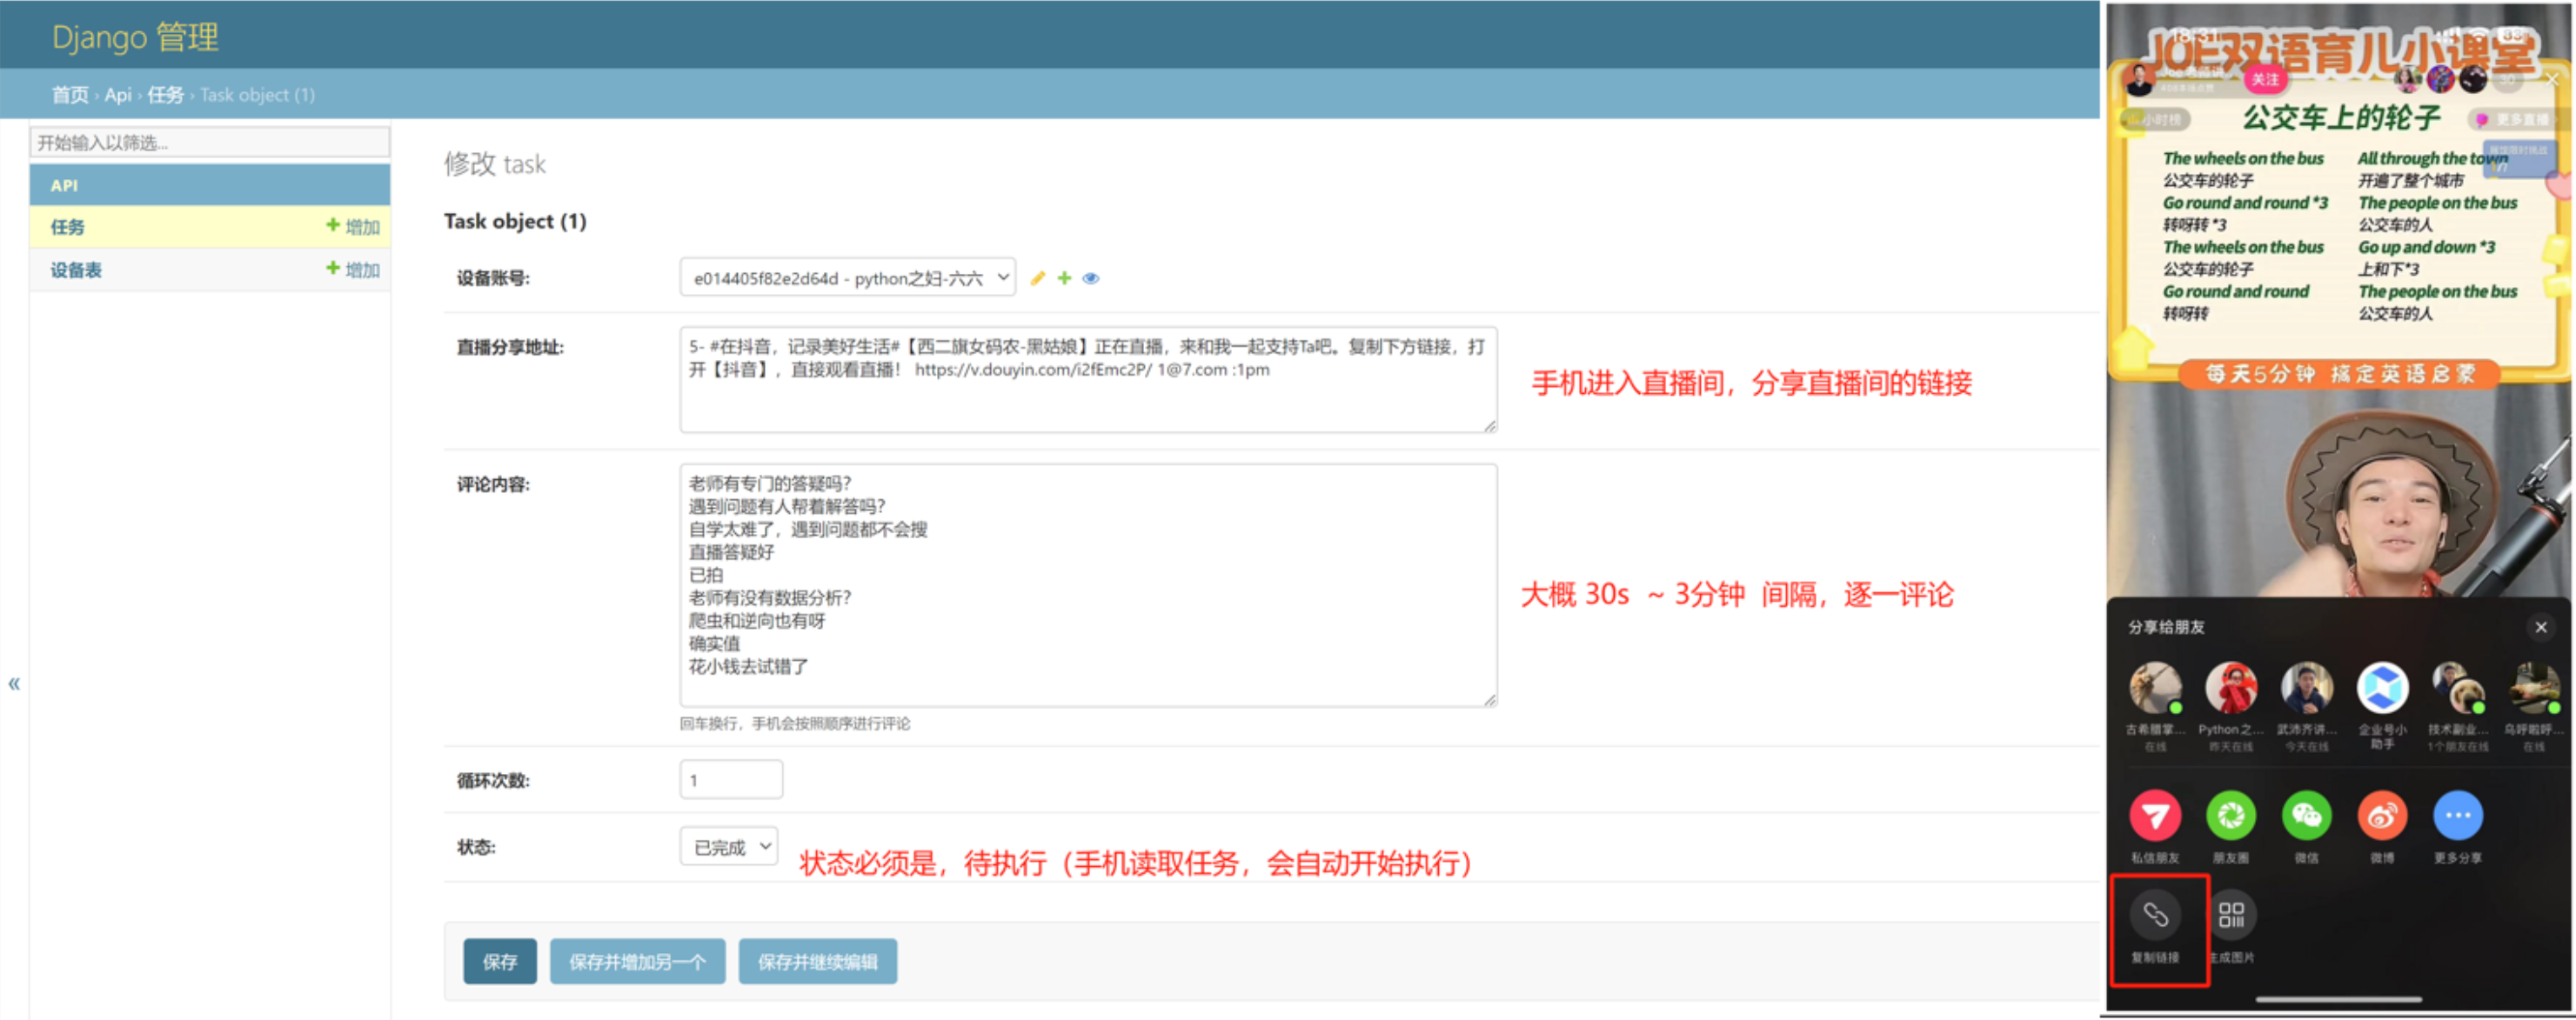 Django 管理
首页 › Api › 任务 › Task object (1)
开始输入以筛选...
API
任务
+ 增加
设备表
+ 增加
«
修改 task
Task object (1)
设备账号:
e014405f82e2d64d - python之妇-六六
直播分享地址:
5- #在抖音，记录美好生活#【西二旗女码农-黑姑娘】正在直播，来和我一起支持Ta吧。复制下方链接，打
开【抖音】，直接观看直播！ https://v.douyin.com/i2fEmc2P/ 1@7.com :1pm
手机进入直播间，分享直播间的链接
评论内容:
老师有专门的答疑吗？
遇到问题有人帮着解答吗？
自学太难了，遇到问题都不会搜
直播答疑好
已拍
老师有没有数据分析？
爬虫和逆向也有呀
确实值
花小钱去试错了
大概 30s ~ 3分钟 间隔，逐一评论
回车换行，手机会按照顺序进行评论
循环次数:
1
状态:
已完成
状态必须是，待执行（手机读取任务，会自动开始执行）
保存
保存并增加另一个
保存并继续编辑
18:31
JOE双语育儿小课堂
关注
小时榜
公交车上的轮子
更多直播
The wheels on the bus
公交车的轮子
Go round and round *3
转呀转 *3
The wheels on the bus
公交车的轮子
Go round and round
转呀转
All through the town
开遍了整个城市
The people on the bus
公交车的人
Go up and down *3
上和下*3
The people on the bus
公交车的人
每天5分钟 搞定英语启蒙
分享给朋友
古希腊掌...
在线
Python之...
昨天在线
武沛齐讲...
今天在线
企业号小
助手
技术副业...
1个朋友在线
乌呼啦呼...
在线
私信朋友
朋友圈
微信
微博
更多分享
复制链接
生成图片